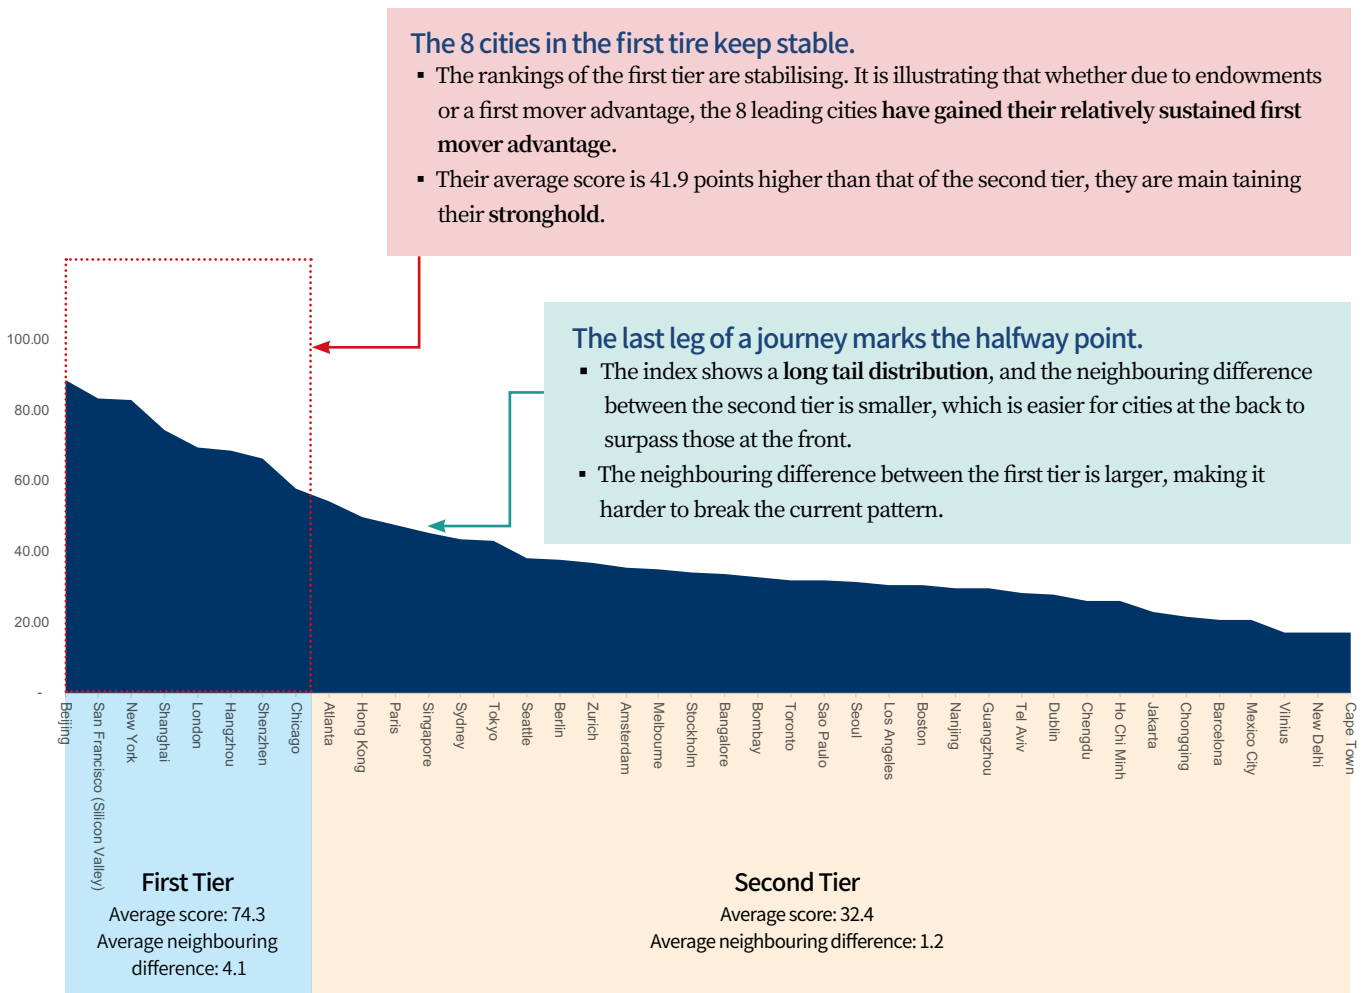 The 8 cities in the first tire keep stable.
▪ The rankings of the first tier are stabilising. It is illustrating that whether due to endowments
or a first mover advantage, the 8 leading cities have gained their relatively sustained first
mover advantage.
▪ Their average score is 41.9 points higher than that of the second tier, they are main taining
their stronghold.
The last leg of a journey marks the halfway point.
▪ The index shows a long tail distribution, and the neighbouring difference
between the second tier is smaller, which is easier for cities at the back to
surpass those at the front.
▪ The neighbouring difference between the first tier is larger, making it
harder to break the current pattern.
100.00
80.00
60.00
40.00
20.00
-
Beijing
San Francisco (Silicon Valley)
New York
Shanghai
London
Hangzhou
Shenzhen
Chicago
Atlanta
Hong Kong
Paris
Singapore
Sydney
Tokyo
Seattle
Berlin
Zurich
Amsterdam
Melbourne
Stockholm
Bangalore
Bombay
Toronto
Sao Paulo
Seoul
Los Angeles
Boston
Nanjing
Guangzhou
Tel Aviv
Dublin
Chengdu
Ho Chi Minh
Jakarta
Chongqing
Barcelona
Mexico City
Vilnius
New Delhi
Cape Town
First Tier
Average score: 74.3
Average neighbouring
difference: 4.1
Second Tier
Average score: 32.4
Average neighbouring difference: 1.2